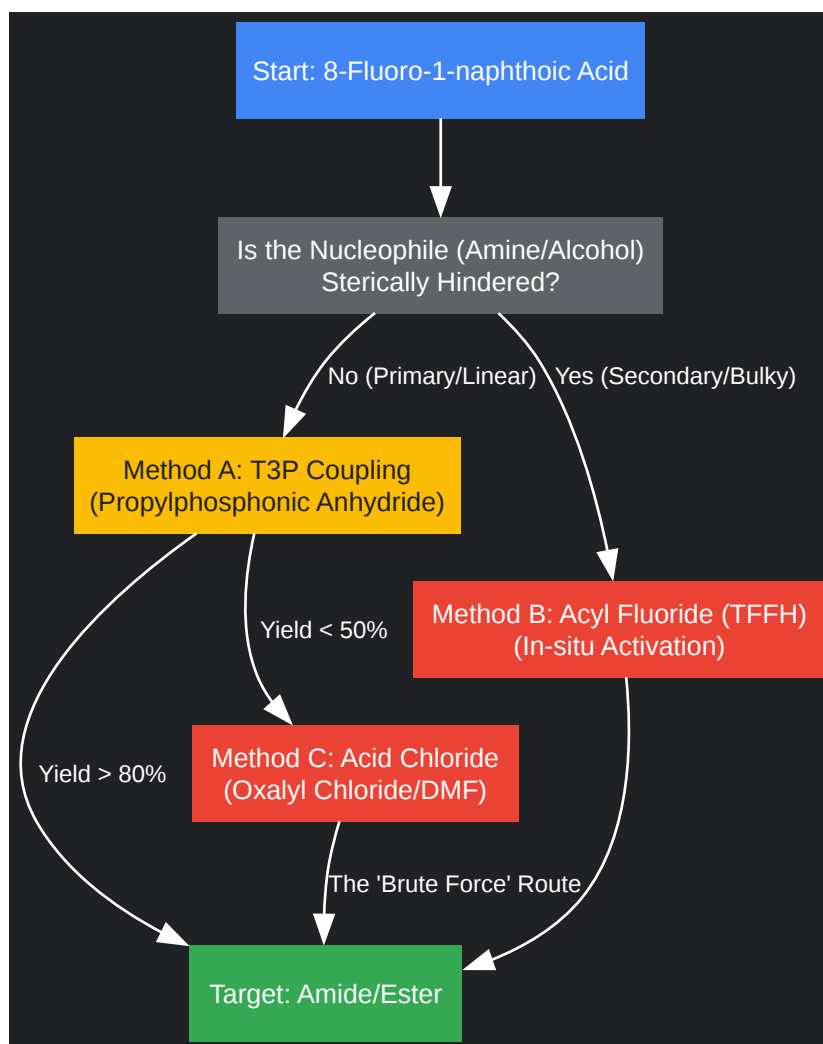 Start: 8-Fluoro-1-naphthoic Acid
Is the Nucleophile (Amine/Alcohol)
Sterically Hindered?
No (Primary/Linear)
Yes (Secondary/Bulky)
Method A: T3P Coupling
(Propylphosphonic Anhydride)
Method B: Acyl Fluoride (TFFH)
(In-situ Activation)
Yield < 50%
Method C: Acid Chloride
(Oxalyl Chloride/DMF)
Yield > 80%
The 'Brute Force' Route
Target: Amide/Ester